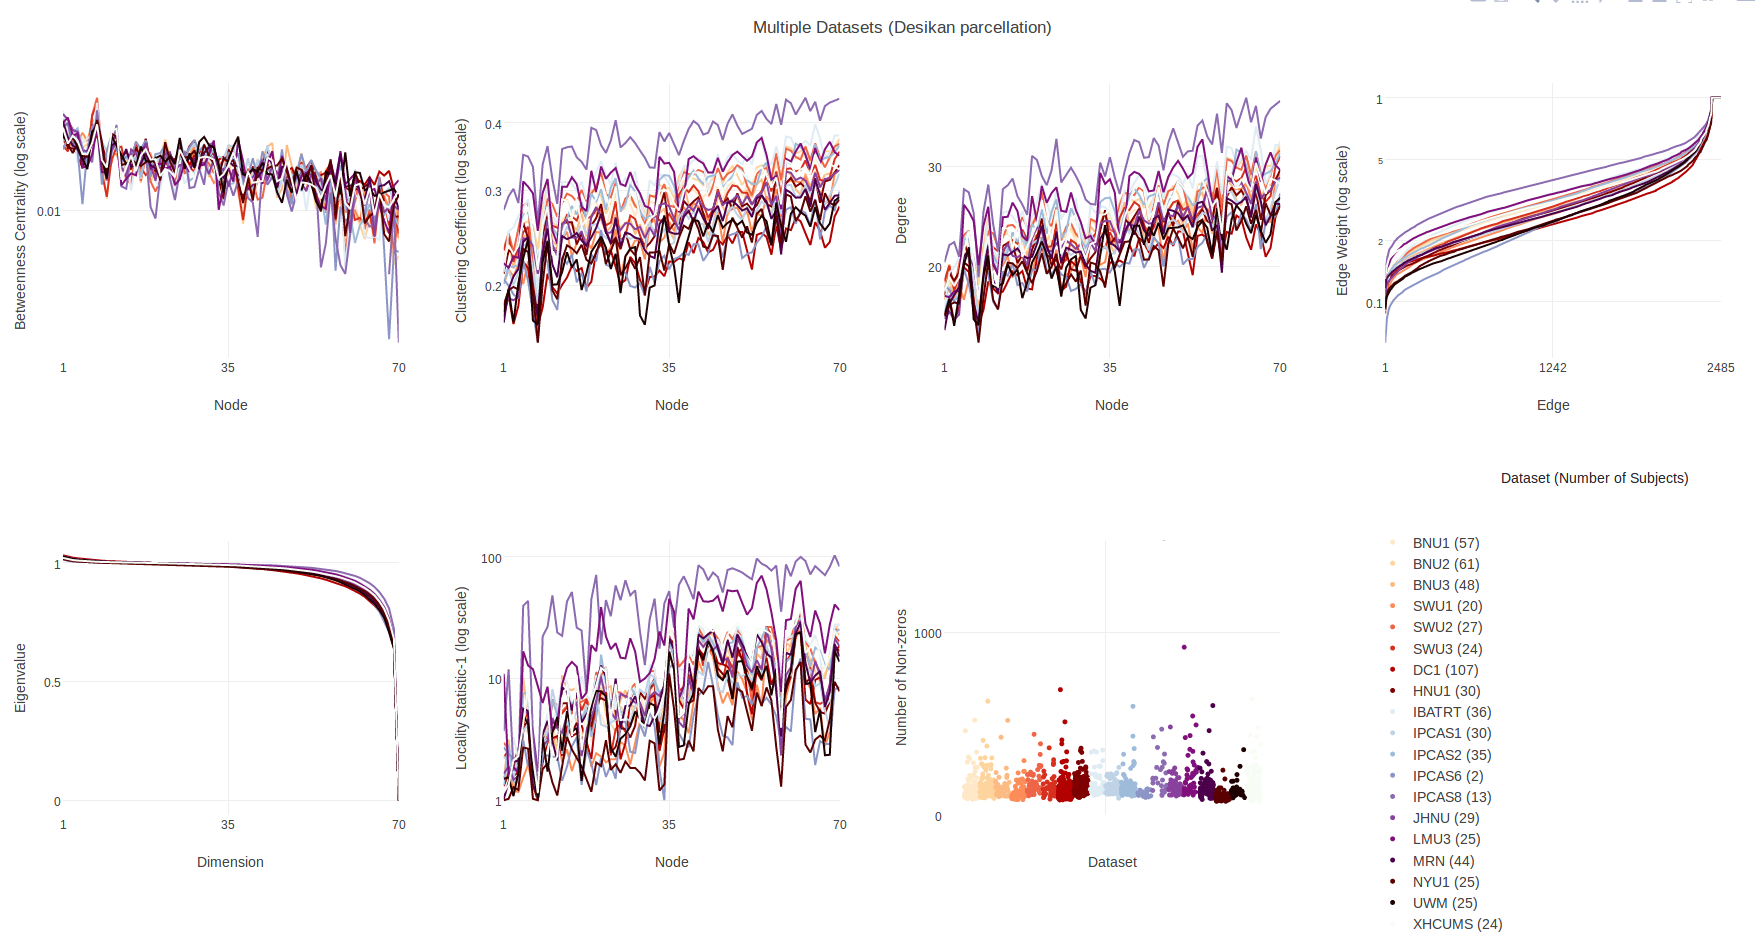 Multiple Datasets (Desikan parcellation)
Betweenness Centrality (log scale)
0.01
1
35
70
Node
Clustering Coefficient (log scale)
0.4
0.3
0.2
1
35
70
Node
Degree
30
20
1
35
70
Node
Edge Weight (log scale)
1
5
2
0.1
1
1242
2485
Edge
Eigenvalue
1
0.5
0
1
35
70
Dimension
Locality Statistic-1 (log scale)
100
10
1
1
35
70
Node
Number of Non-zeros
1000
0
Dataset
Dataset (Number of Subjects)
BNU1 (57)
BNU2 (61)
BNU3 (48)
SWU1 (20)
SWU2 (27)
SWU3 (24)
DC1 (107)
HNU1 (30)
IBATRT (36)
IPCAS1 (30)
IPCAS2 (35)
IPCAS6 (2)
IPCAS8 (13)
JHNU (29)
LMU3 (25)
MRN (44)
NYU1 (25)
UWM (25)
XHCUMS (24)